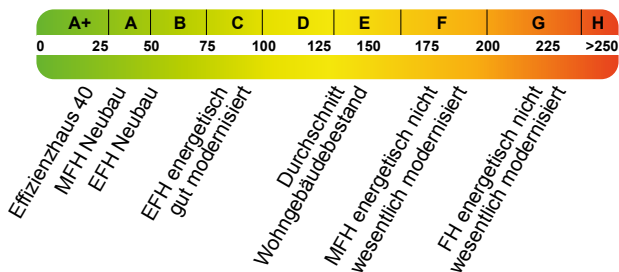 A+ A B C D E F G H
0 25 50 75 100 125 150 175 200 225 >250
Effizienzhaus 40
MFH Neubau
EFH Neubau
EFH energetisch
gut modernisiert
Durchschnitt
Wohngebäudebestand
MFH energetisch nicht
wesentlich modernisiert
FH energetisch nicht
wesentlich modernisiert